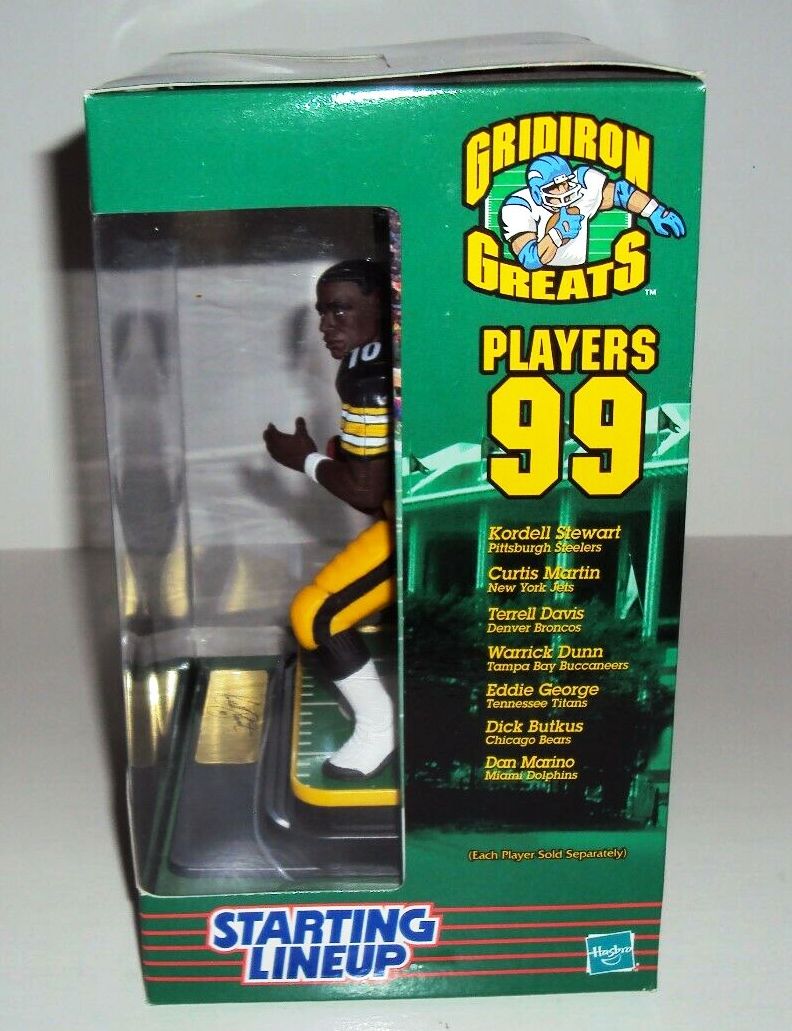 GRIDIRON
GREATS
TM
PLAYERS
99
10
Kordell Stewart
Pittsburgh Steelers
Curtis Martin
New York Jets
Terrell Davis
Denver Broncos
Warrick Dunn
Tampa Bay Buccaneers
Eddie George
Tennessee Titans
Dick Butkus
Chicago Bears
Dan Marino
Miami Dolphins
(Each Player Sold Separately)
STARTING
LINEUP®
Hasbro